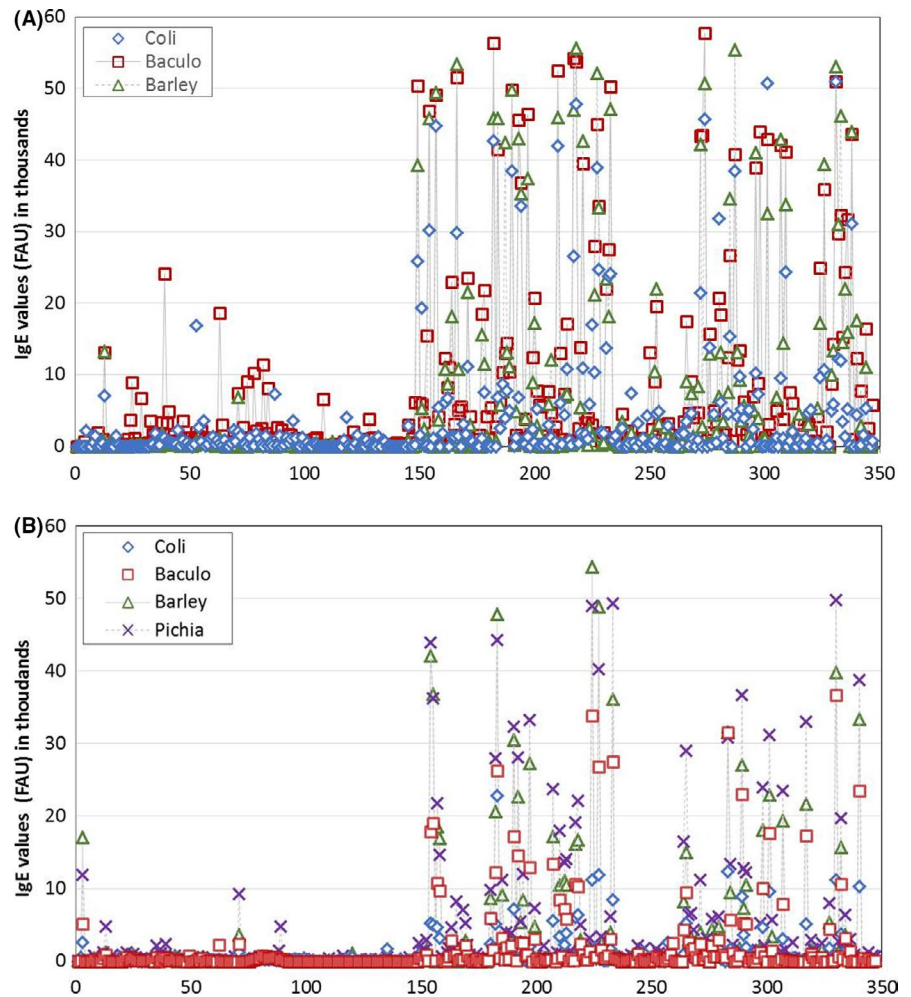 (A)
60
50
40
30
20
10
0
IgE values (FAU) in thousands
Coli
Baculo
Barley
0 50 100 150 200 250 300 350
(B)
60
50
40
30
20
10
0
IgE values (FAU) in thoudands
Coli
Baculo
Barley
Pichia
0 50 100 150 200 250 300 350